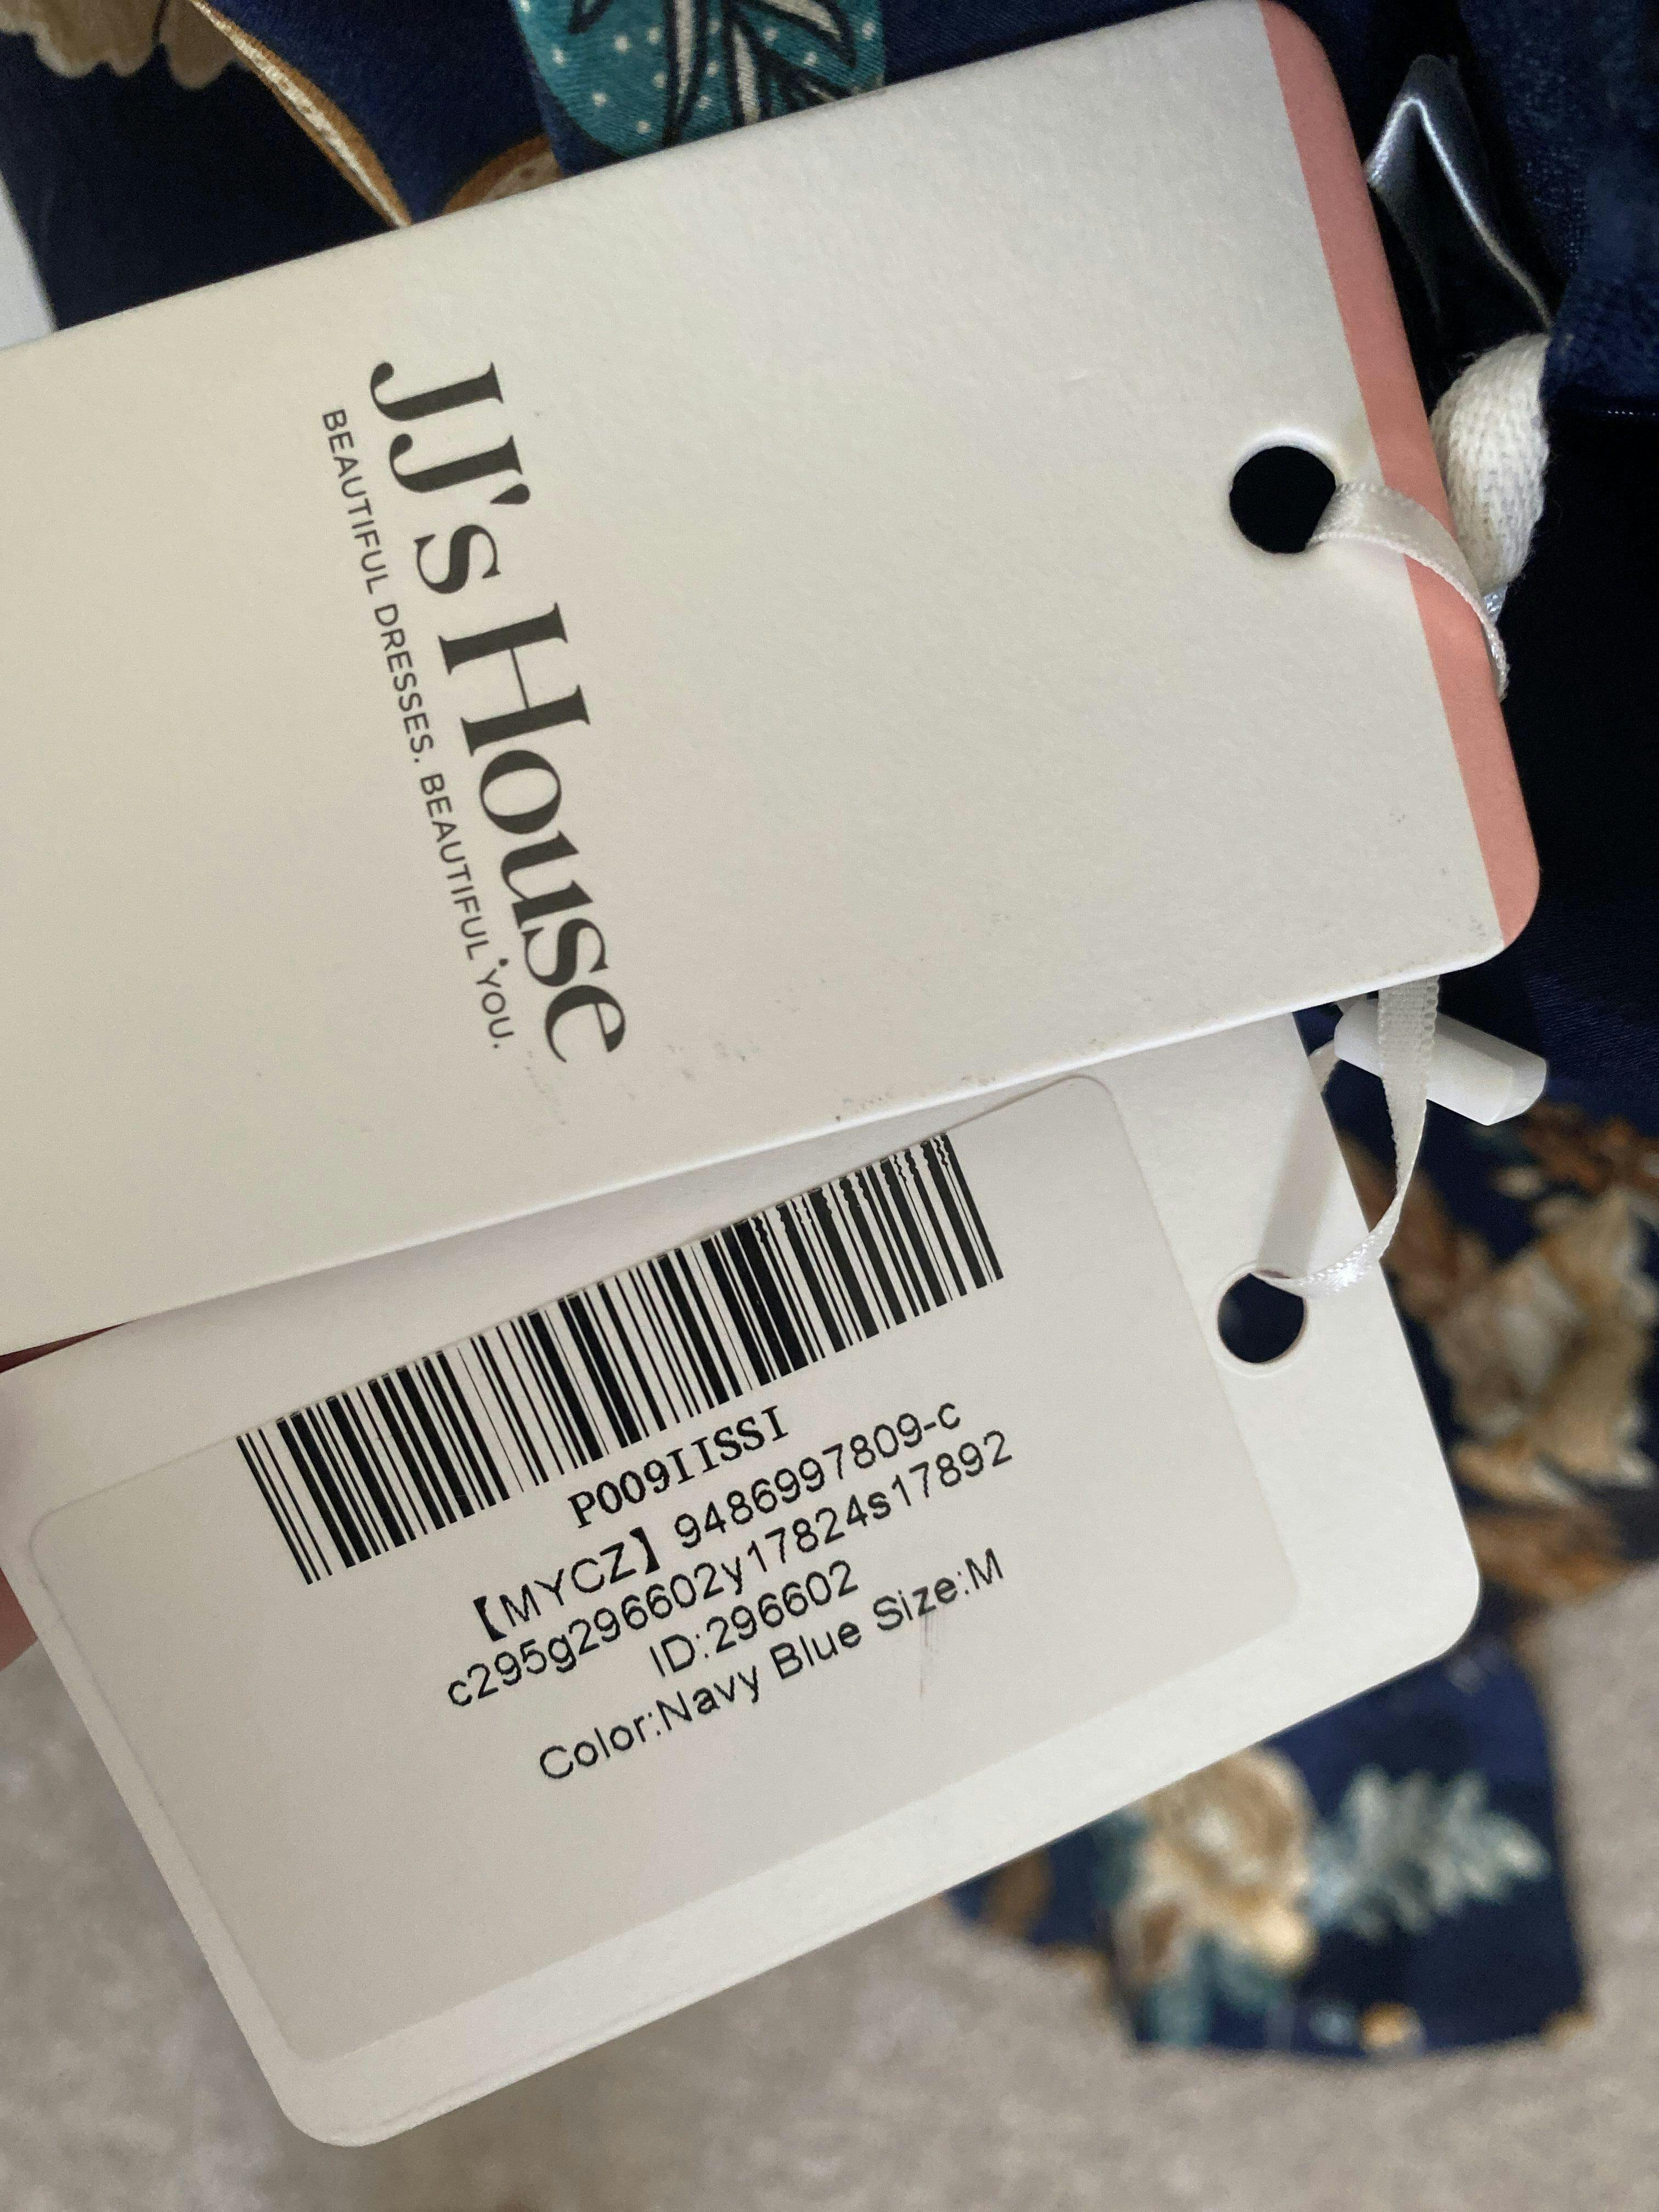 JJ's House
BEAUTIFUL DRESSES. BEAUTIFUL YOU.
P009IISSI
【MYCZ】9486997809-c
c295g296602y17824s17892
ID:296602
Color:Navy Blue Size:M